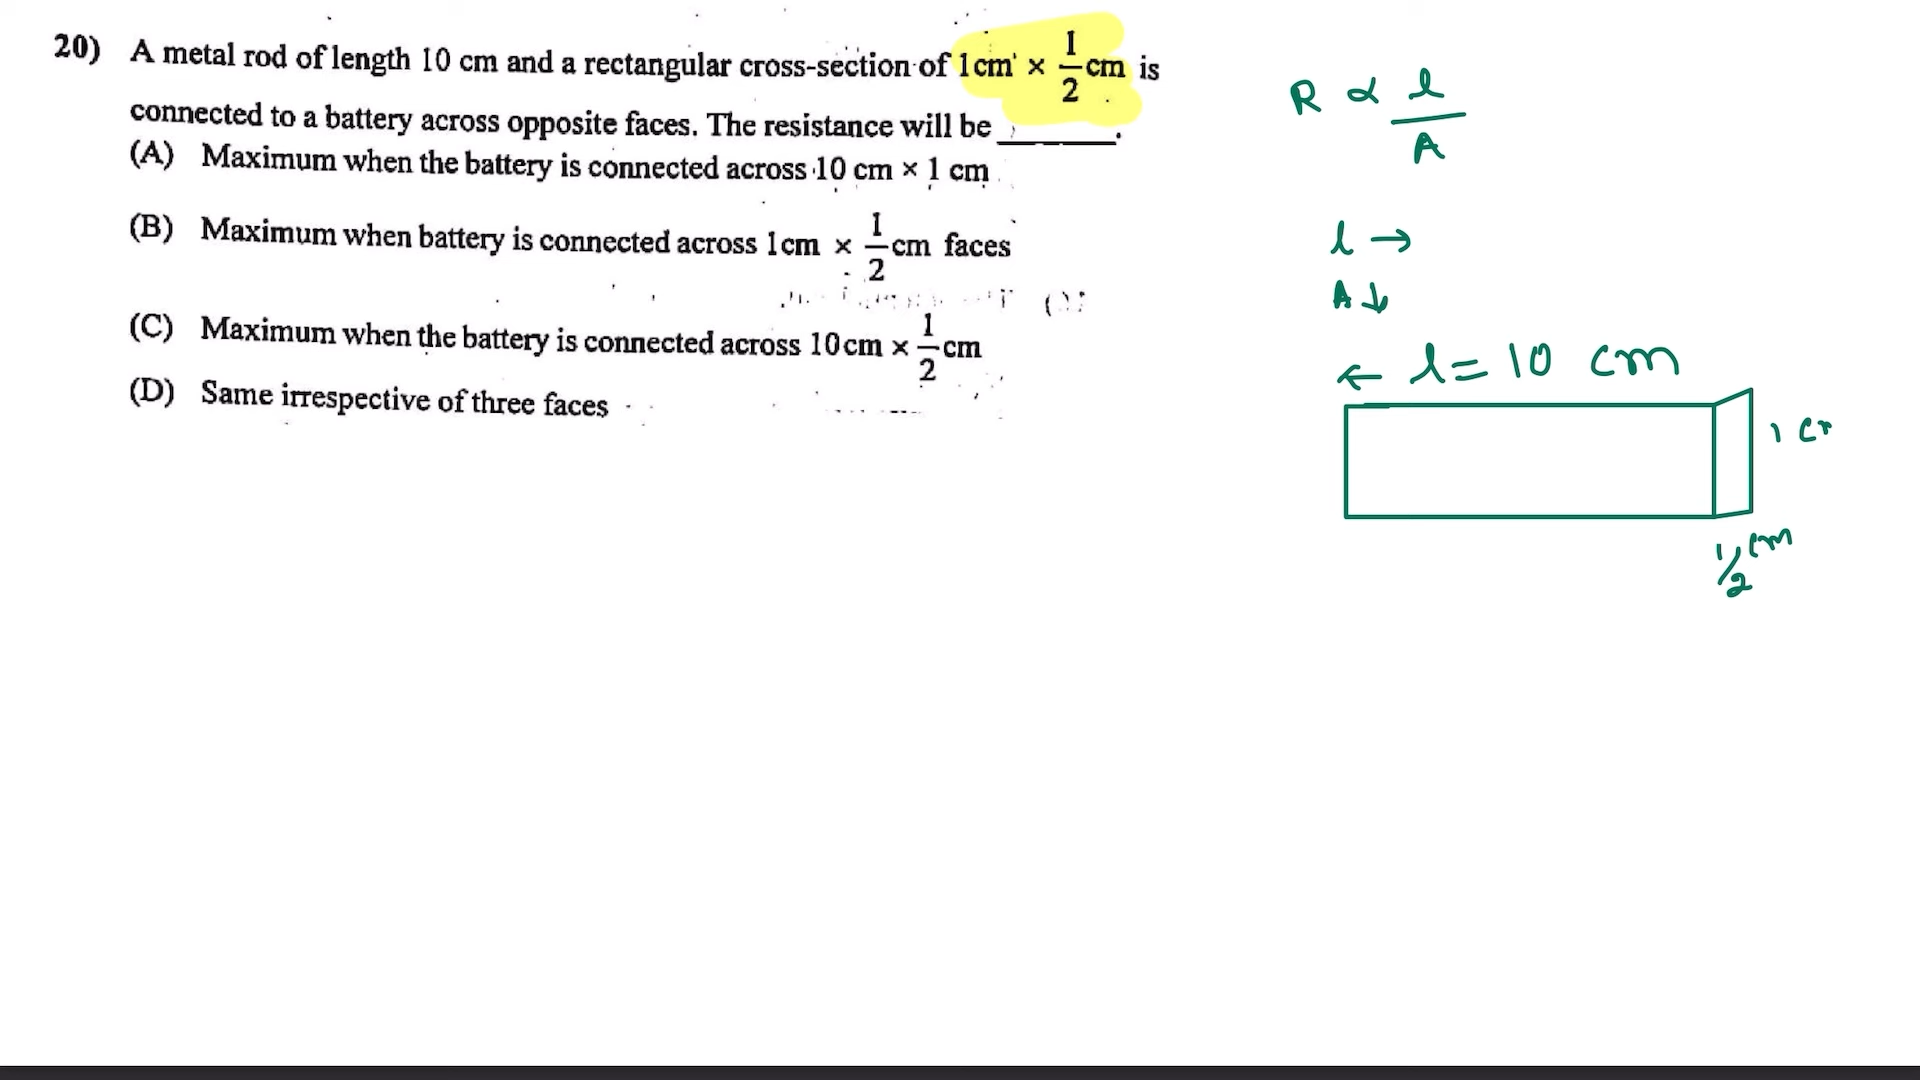 20) A metal rod of length 10 cm and a rectangular cross-section of 1cm × 1/2 cm is
connected to a battery across opposite faces. The resistance will be ______.
(A) Maximum when the battery is connected across 10 cm × 1 cm
(B) Maximum when battery is connected across 1cm × 1/2 cm faces
(C) Maximum when the battery is connected across 10cm × 1/2 cm
(D) Same irrespective of three faces
R ∝ l/A
l →
A ↓
← l = 10 cm
1 cm
1/2 cm